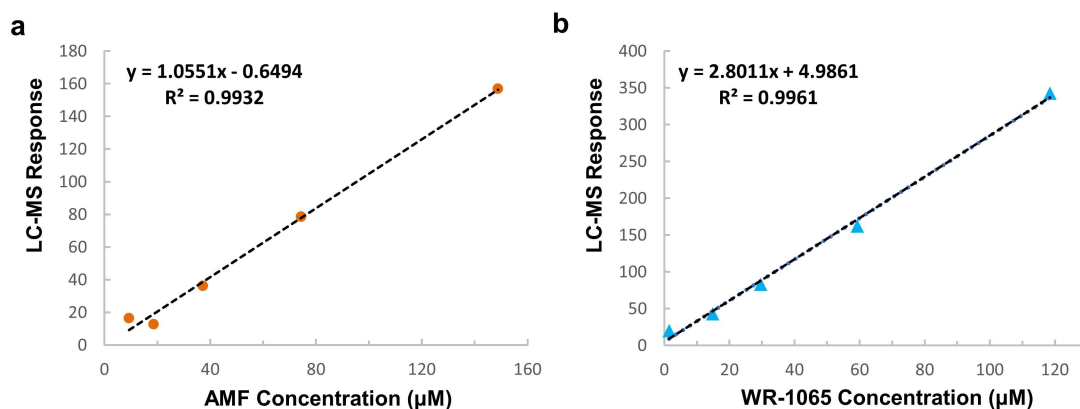 a
y = 1.0551x - 0.6494
R² = 0.9932
LC-MS Response
180
160
140
120
100
80
60
40
20
0
0 40 80 120 160
AMF Concentration (µM)
b
y = 2.8011x + 4.9861
R² = 0.9961
LC-MS Response
400
350
300
250
200
150
100
50
0
0 20 40 60 80 100 120
WR-1065 Concentration (µM)